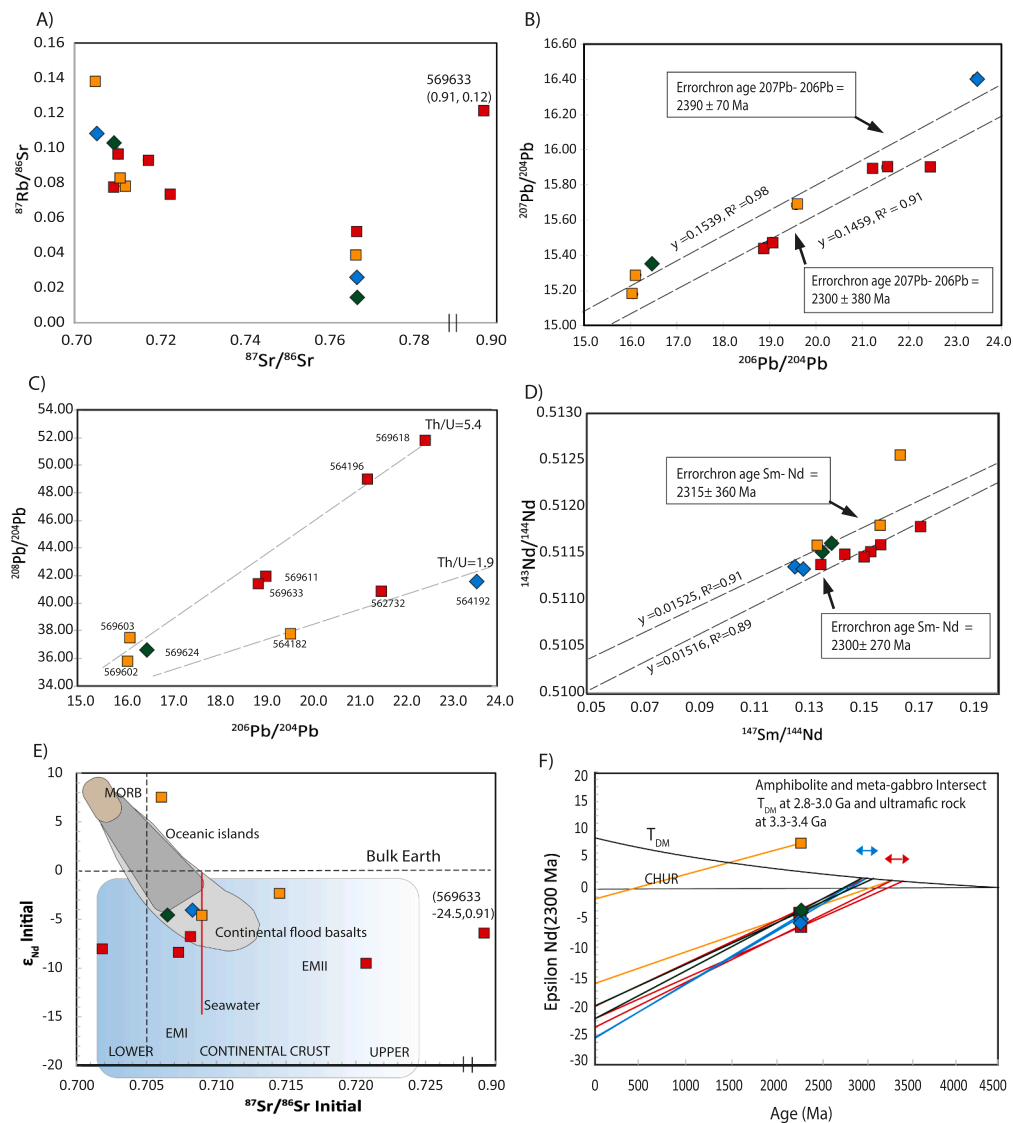 A)
0.16
0.14
0.12
0.10
0.08
0.06
0.04
0.02
0.00
0.70
0.72
0.74
0.76
0.78
0.90
569633
(0.91, 0.12)
⁸⁷Rb/⁸⁶Sr
⁸⁷Sr/⁸⁶Sr
B)
16.60
16.40
16.20
16.00
15.80
15.60
15.40
15.20
15.00
15.0
16.0
17.0
18.0
19.0
20.0
21.0
22.0
23.0
24.0
Errorchron age 207Pb- 206Pb =
2390 ± 70 Ma
y =0.1539, R² =0.98
y =0.1459, R² = 0.91
Errorchron age 207Pb- 206Pb =
2300 ± 380 Ma
²⁰⁷Pb/²⁰⁴Pb
²⁰⁶Pb/²⁰⁴Pb
C)
54.00
52.00
50.00
48.00
46.00
44.00
42.00
40.00
38.00
36.00
34.00
15.0
16.0
17.0
18.0
19.0
20.0
21.0
22.0
23.0
24.0
Th/U=5.4
569618
564196
Th/U=1.9
569611
569633
562732
564192
569603
569624
564182
569602
²⁰⁸Pb/²⁰⁴Pb
²⁰⁶Pb/²⁰⁴Pb
D)
0.5130
0.5125
0.5120
0.5115
0.5110
0.5105
0.5100
0.05
0.07
0.09
0.11
0.13
0.15
0.17
0.19
Errorchron age Sm- Nd =
2315± 360 Ma
y =0.01525, R²=0.91
y =0.01516, R²=0.89
Errorchron age Sm- Nd =
2300± 270 Ma
¹⁴³Nd/¹⁴⁴Nd
¹⁴⁷Sm/¹⁴⁴Nd
E)
10
5
0
-5
-10
-15
-20
0.700
0.705
0.710
0.715
0.720
0.725
0.90
MORB
Oceanic islands
Bulk Earth
(569633
-24.5,0.91)
Continental flood basalts
EMII
Seawater
EMI
LOWER
CONTINENTAL CRUST
UPPER
εNd Initial
⁸⁷Sr/⁸⁶Sr Initial
F)
20
15
10
5
0
-5
-10
-15
-20
-25
-30
0
500
1000
1500
2000
2500
3000
3500
4000
4500
Amphibolite and meta-gabbro Intersect
TDM at 2.8-3.0 Ga and ultramafic rock
at 3.3-3.4 Ga
TDM
CHUR
Epsilon Nd(2300 Ma)
Age (Ma)